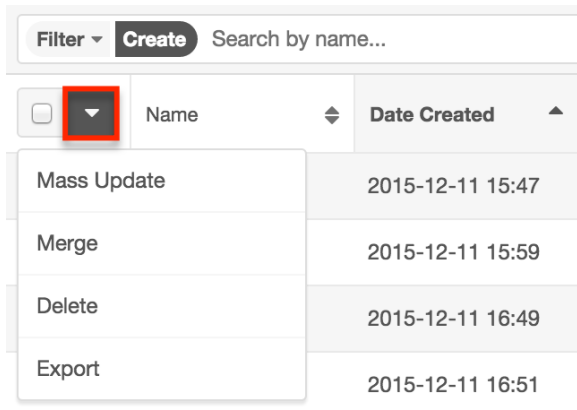 Filter Create Search by name...
Name Date Created
Mass Update 2015-12-11 15:47
Merge 2015-12-11 15:59
Delete 2015-12-11 16:49
Export 2015-12-11 16:51